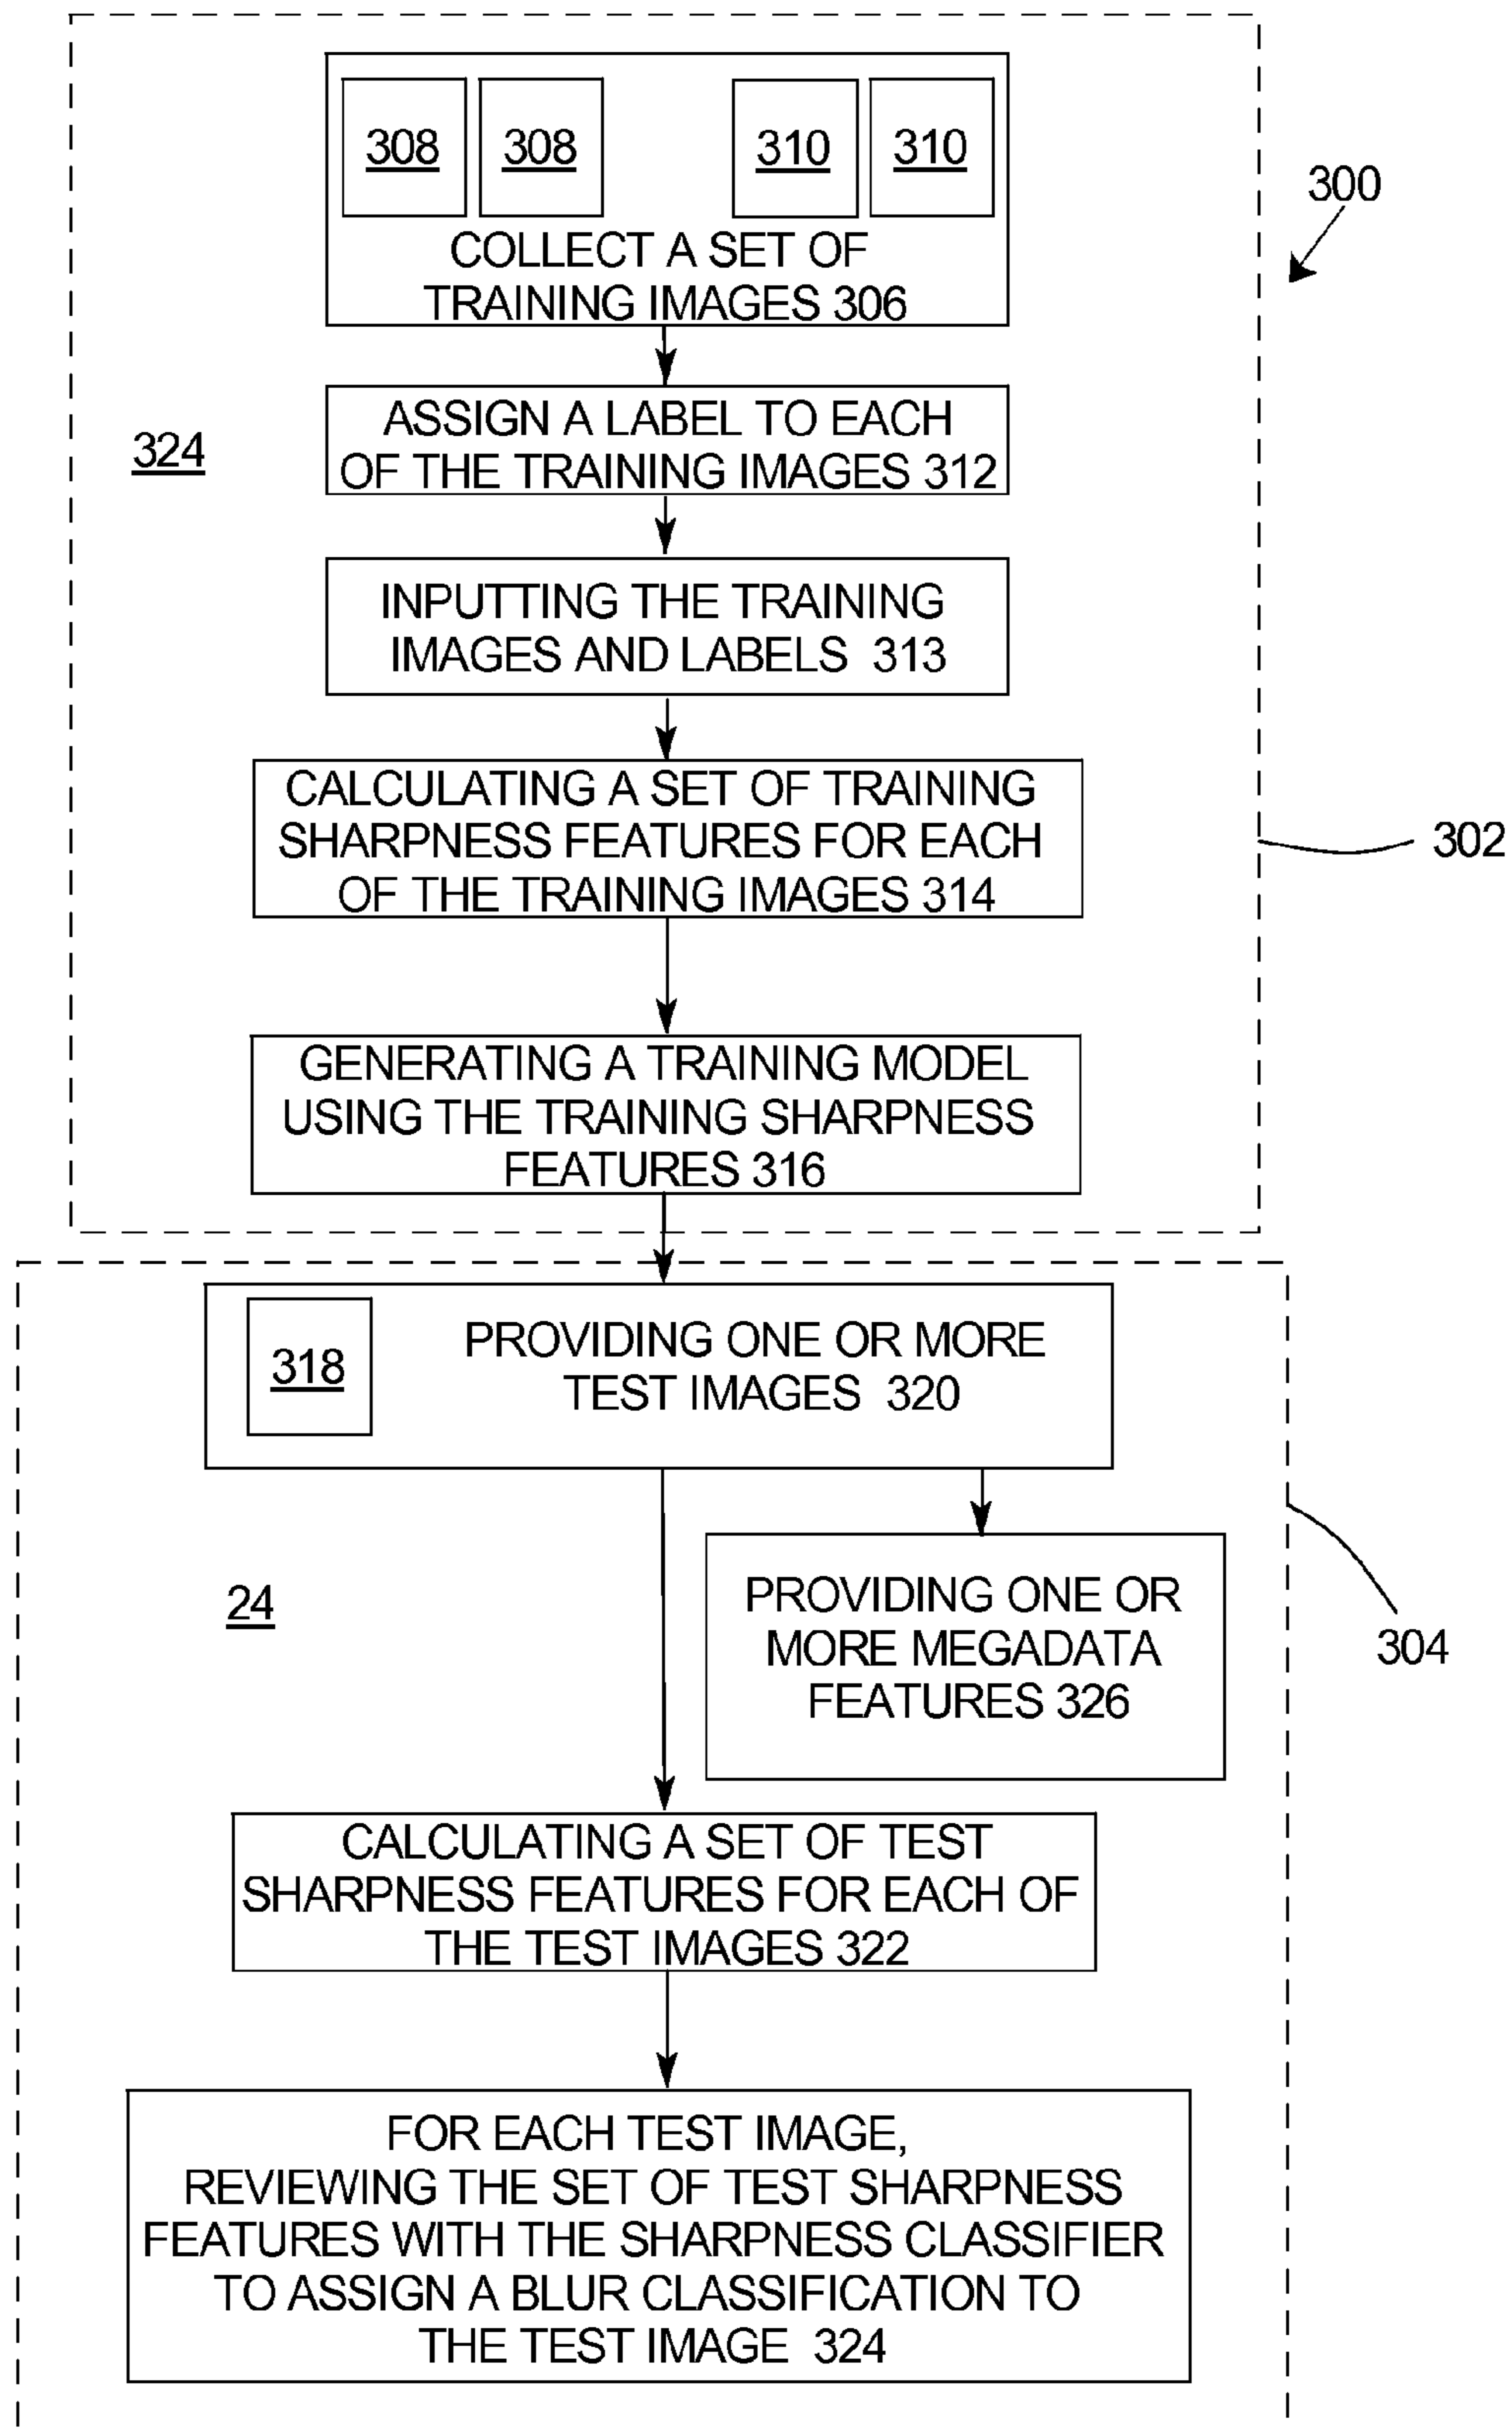 308 308 310 310
COLLECT A SET OF
TRAINING IMAGES 306
300
ASSIGN A LABEL TO EACH
OF THE TRAINING IMAGES 312
324
INPUTTING THE TRAINING
IMAGES AND LABELS 313
CALCULATING A SET OF TRAINING
SHARPNESS FEATURES FOR EACH
OF THE TRAINING IMAGES 314
302
GENERATING A TRAINING MODEL
USING THE TRAINING SHARPNESS
FEATURES 316
318
PROVIDING ONE OR MORE
TEST IMAGES 320
24
PROVIDING ONE OR
MORE MEGADATA
FEATURES 326
304
CALCULATING A SET OF TEST
SHARPNESS FEATURES FOR EACH OF
THE TEST IMAGES 322
FOR EACH TEST IMAGE,
REVIEWING THE SET OF TEST SHARPNESS
FEATURES WITH THE SHARPNESS CLASSIFIER
TO ASSIGN A BLUR CLASSIFICATION TO
THE TEST IMAGE 324